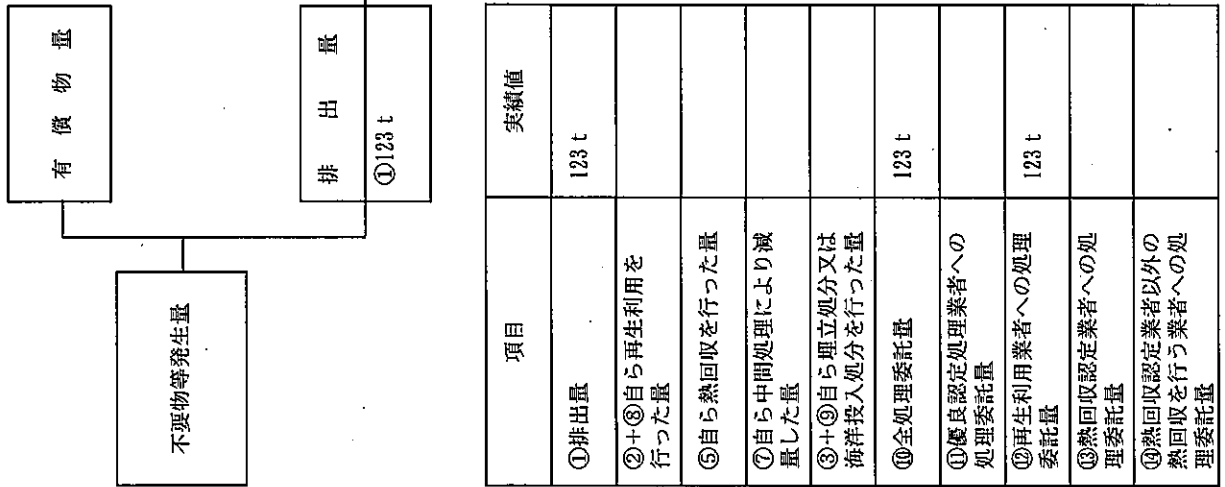 不要物等発生量
有償物量
排出量
①123 t
項目
実績値
①排出量
123 t
②+⑧自ら再生利用を
行った量
⑤自ら熱回収を行った量
⑦自ら中間処理により減
量した量
③+⑨自ら埋立処分又は
海洋投入処分を行った量
⑩全処理委託量
123 t
⑪優良認定処理業者への
処理委託量
⑫再生利用業者への処理
委託量
123 t
⑬熱回収認定業者への処
理委託量
⑭熱回収認定業者以外の
熱回収を行う業者への処
理委託量